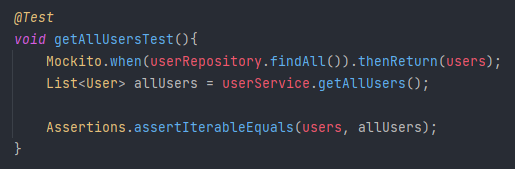 @Test
void getAllUsersTest(){
    Mockito.when(userRepository.findAll()).thenReturn(users);
    List<User> allUsers = userService.getAllUsers();

    Assertions.assertIterableEquals(users, allUsers);
}